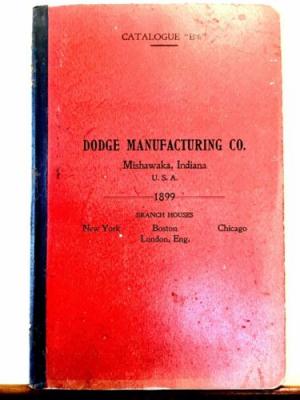 CATALOGUE
DODGE MANUFACTURING CO.
Mishawaka, Indiana
U. S. A.
1899
BRANCH HOUSES
New York Boston Chicago
London, Eng.